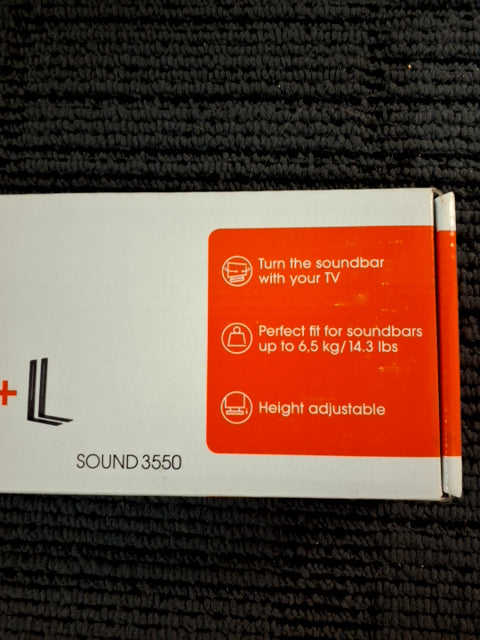 Turn the soundbar
with your TV
Perfect fit for soundbars
up to 6,5 kg/14.3 lbs
+
Height adjustable
SOUND 3550